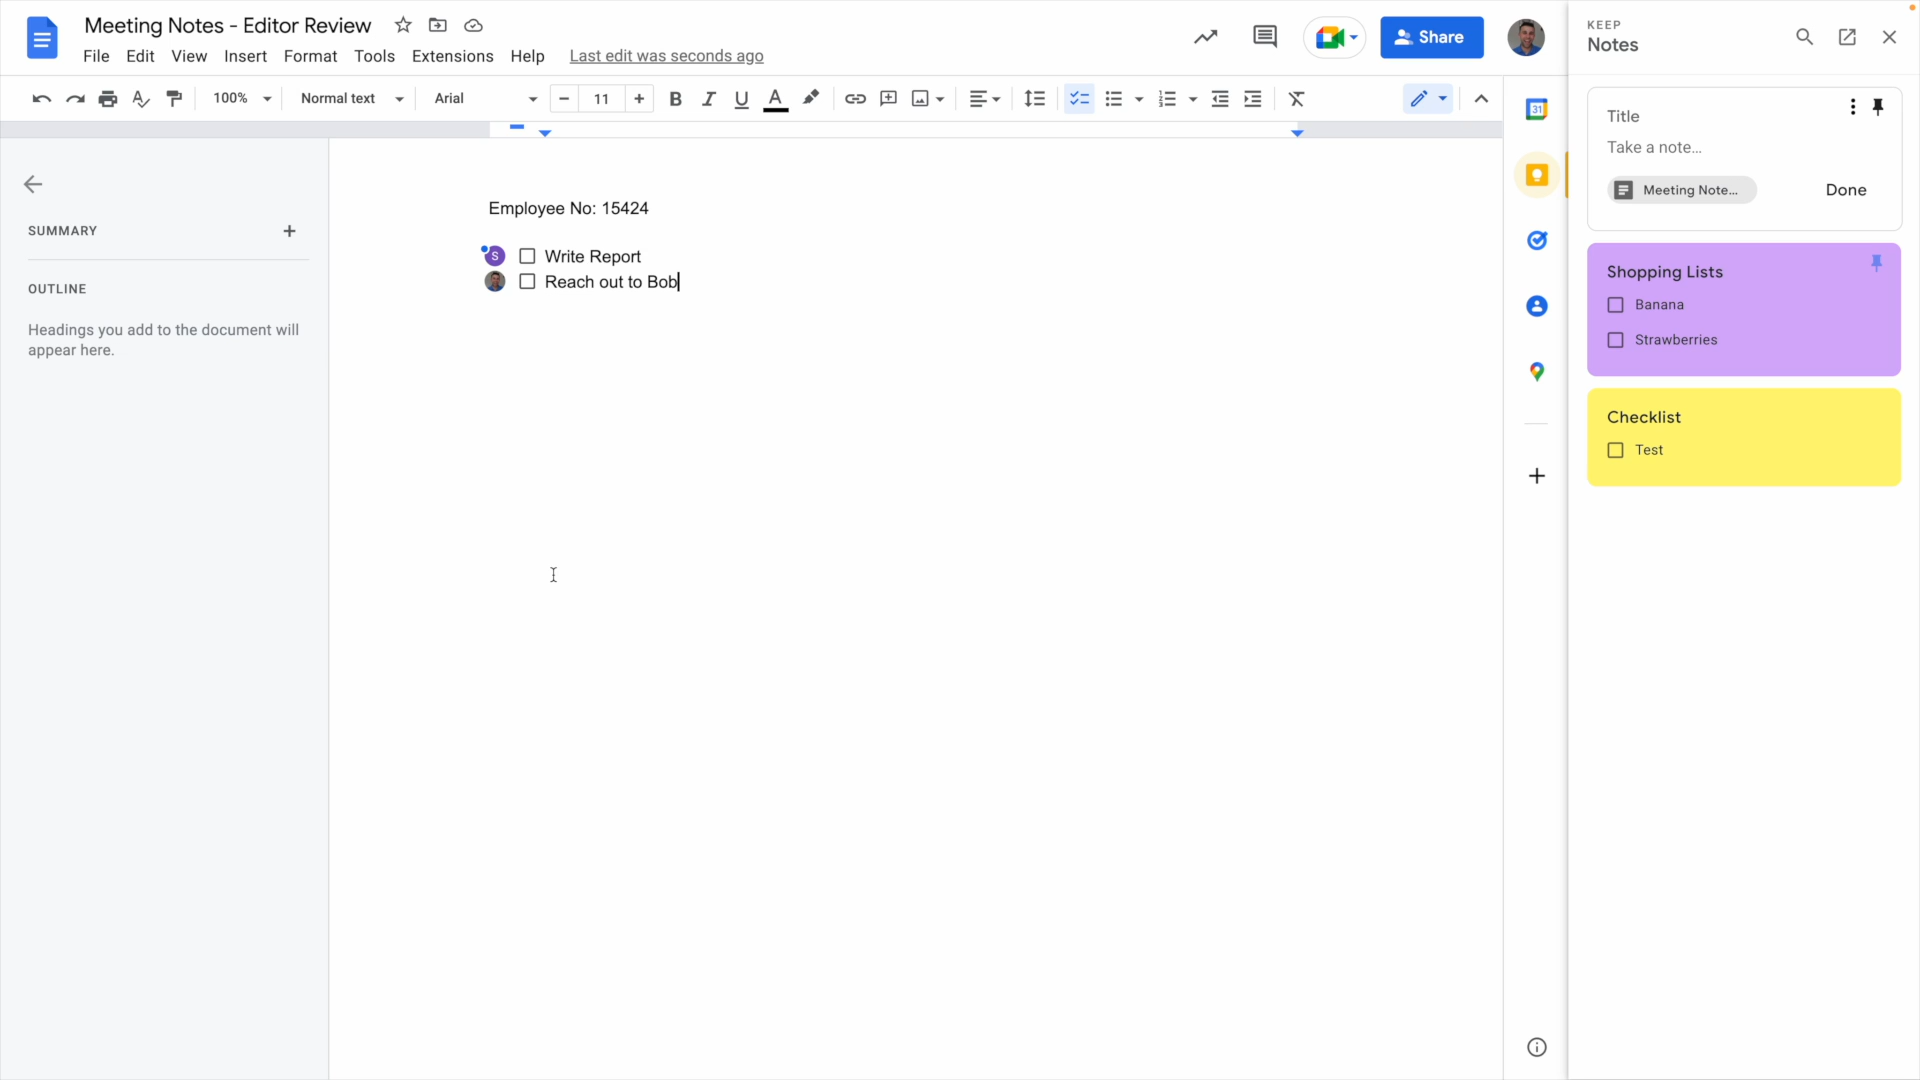 Meeting Notes - Editor Review
File Edit View Insert Format Tools Extensions Help Last edit was seconds ago
Share
100% Normal text Arial 11 B I U A
SUMMARY
OUTLINE
Headings you add to the document will
appear here.
Employee No: 15424
S Write Report
Reach out to Bob
31
KEEP
Notes
Title
Take a note...
Meeting Note... Done
Shopping Lists
Banana
Strawberries
Checklist
Test